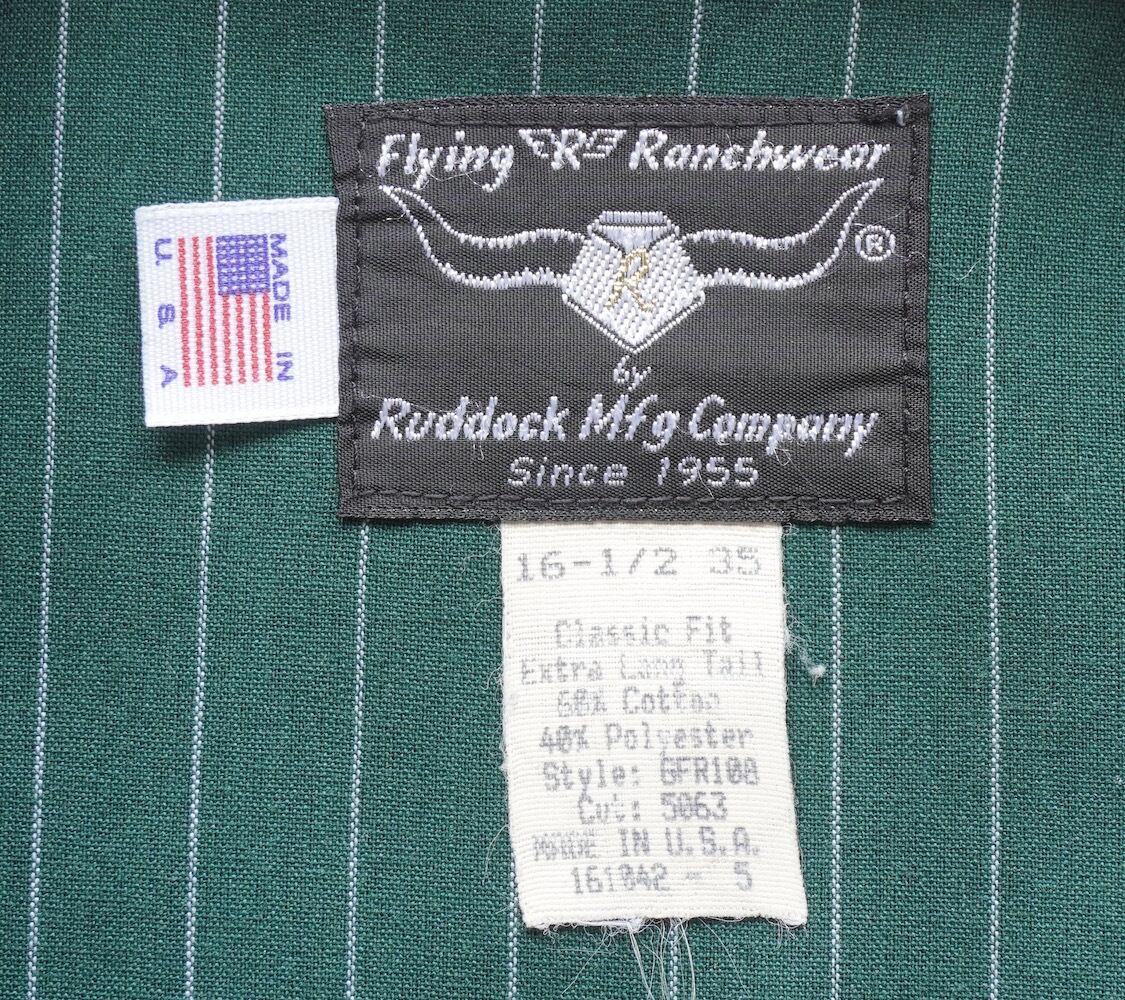 Flying R Ranchwear
®
R
by
Ruddock Mfg Company
Since 1955
MADE IN
U. S. A
16-1/2 35
Classic Fit
Extra Long Tail
60% Cotton
40% Polyester
Style: GFR100
Cut: 5063
MADE IN U.S.A.
161042 - 5